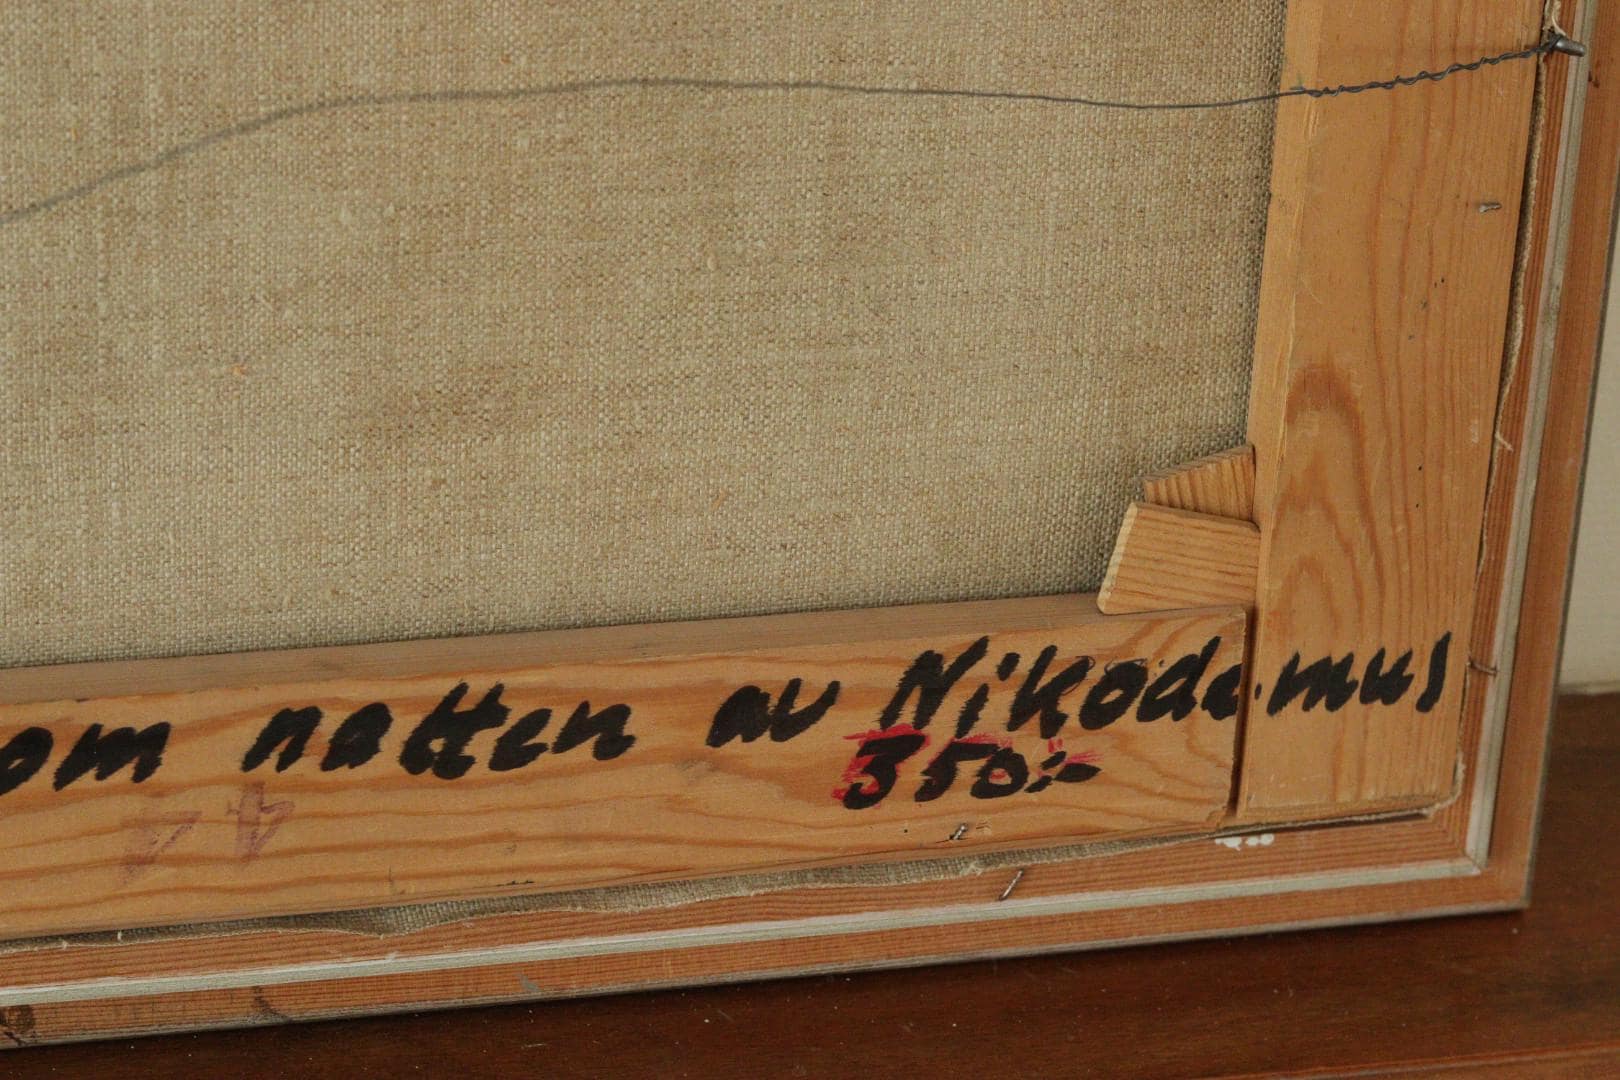 om natten av Nikodemus
350:-
44